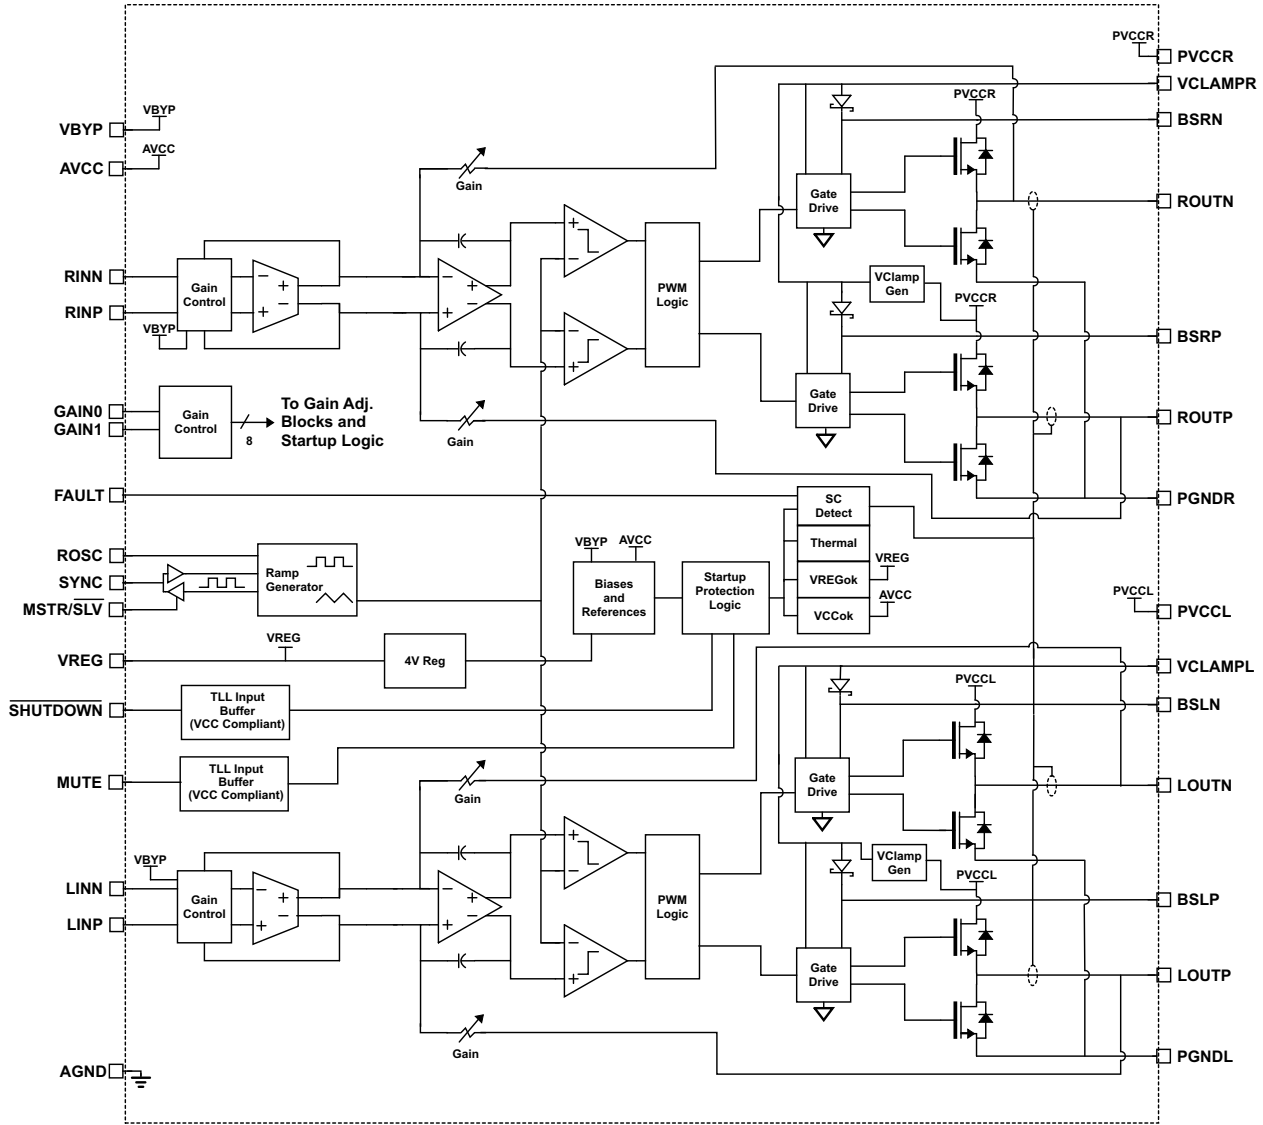 PVCCR
PVCCR
VCLAMPR
PVCCR
VBYP
AVCC
VBYP
AVCC
BSRN
Gain
Gate
Drive
ROUTN
RINN
RINP
Gain
Control
VBYP
PWM
Logic
VClamp
Gen
PVCCR
BSRP
GAIN0
GAIN1
Gain
Control
8
To Gain Adj.
Blocks and
Startup Logic
Gain
Gate
Drive
ROUTP
FAULT
SC
Detect
PGNDR
ROSC
SYNC
MSTR/SLV
Ramp
Generator
VBYP
AVCC
Biases
and
References
Startup
Protection
Logic
Thermal
VREGok
VREG
VCCok
AVCC
PVCCL
PVCCL
VREG
VREG
4V Reg
VCLAMPL
SHUTDOWN
TLL Input
Buffer
(VCC Compliant)
PVCCL
BSLN
MUTE
TLL Input
Buffer
(VCC Compliant)
Gain
Gate
Drive
LOUTN
VBYP
LINN
LINP
Gain
Control
PWM
Logic
VClamp
Gen
PVCCL
BSLP
Gate
Drive
LOUTP
Gain
PGNDL
AGND
+
−